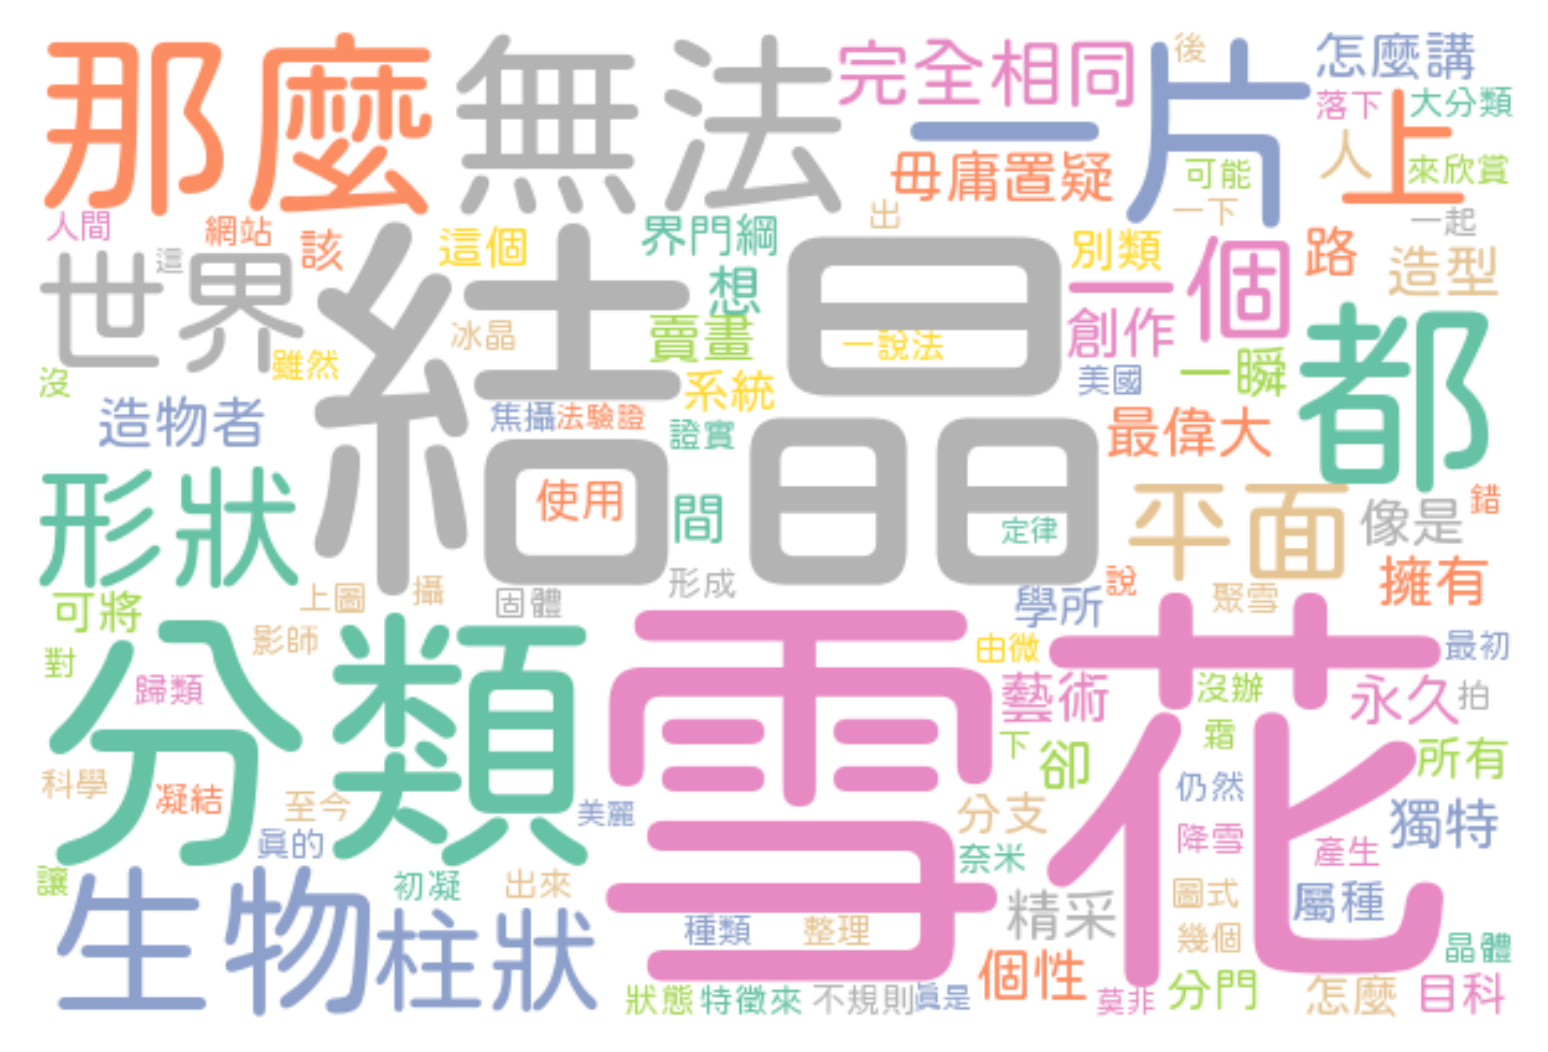 那麼
無法
完全相同
一片
後
怎麼講
落下
大分類
人
上
來欣賞
毋庸置疑
可能
一下
一起
出
人間
網站
該
這個
界門綱
別類
一個
路
造型
世界
這
結晶
想
賣畫
創作
都
冰晶
一說法
雖然
沒
系統
美國
一瞬
造物者
焦攝
法驗證
證實
最偉大
形狀
使用
間
定律
平面
像是
錯
擁有
說
形成
固體
攝
上圖
可將
學所
聚雪
影師
分類
雪花
由微
最初
對
歸類
藝術
沒辦
永久
拍
霜
下
卻
所有
科學
凝結
至今
美麗
仍然
分支
獨特
真的
降雪
產生
奈米
讓
生物
初凝
出來
柱狀
圖式
屬種
精采
種類
整理
幾個
晶體
個性
狀態
特徵來
不規則
真是
莫非
分門
怎麼
目科